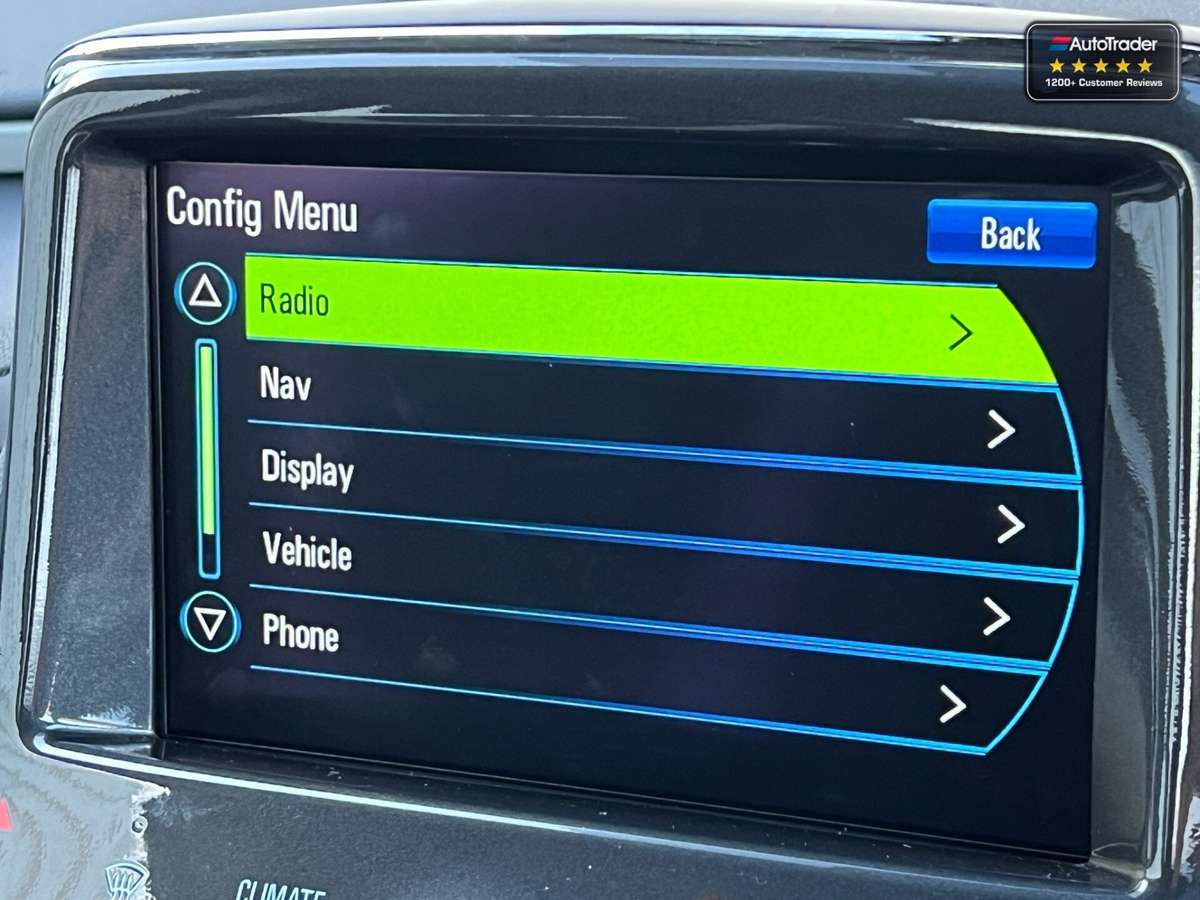 AutoTrader
1200+ Customer Reviews
Config Menu
Back
Radio
Nav
Display
Vehicle
Phone
CLIMATE